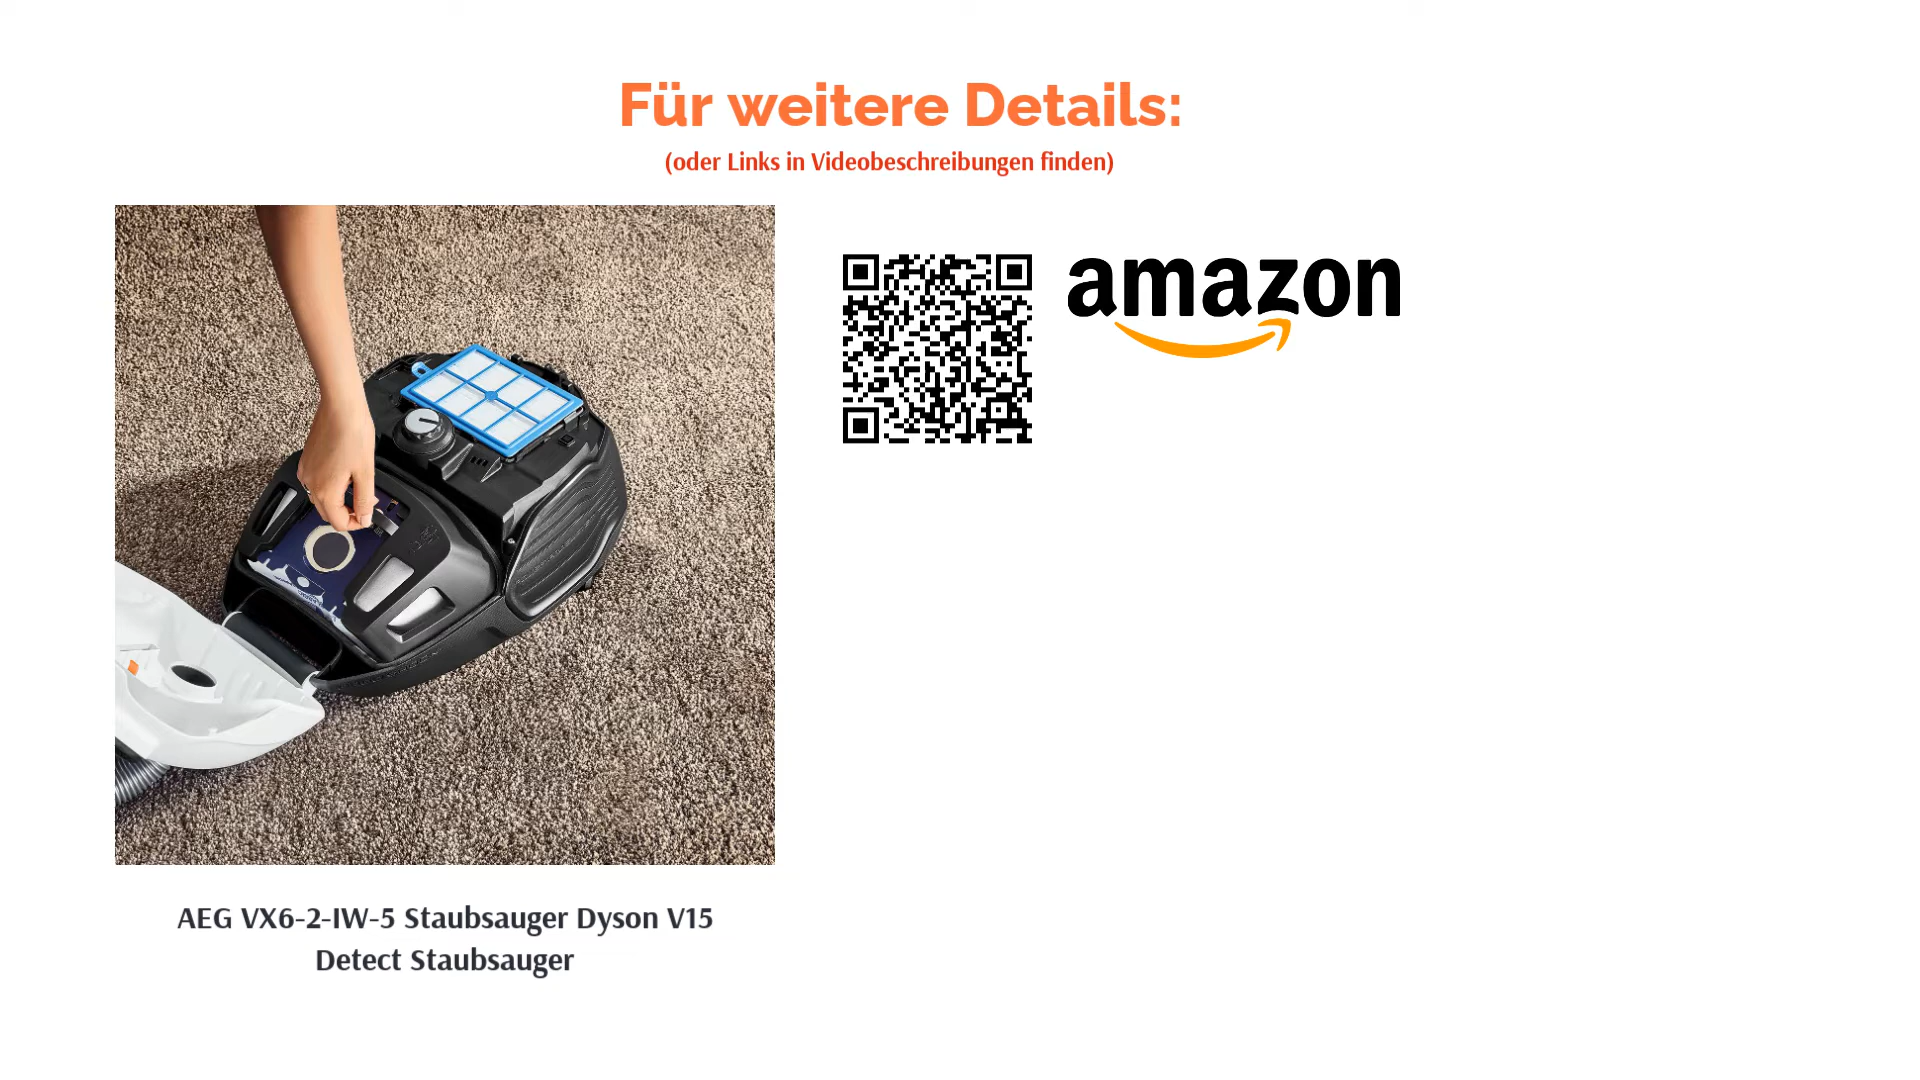 Für weitere Details:
(oder Links in Videobeschreibungen finden)
amazon
AEG VX6-2-IW-5 Staubsauger Dyson V15
Detect Staubsauger